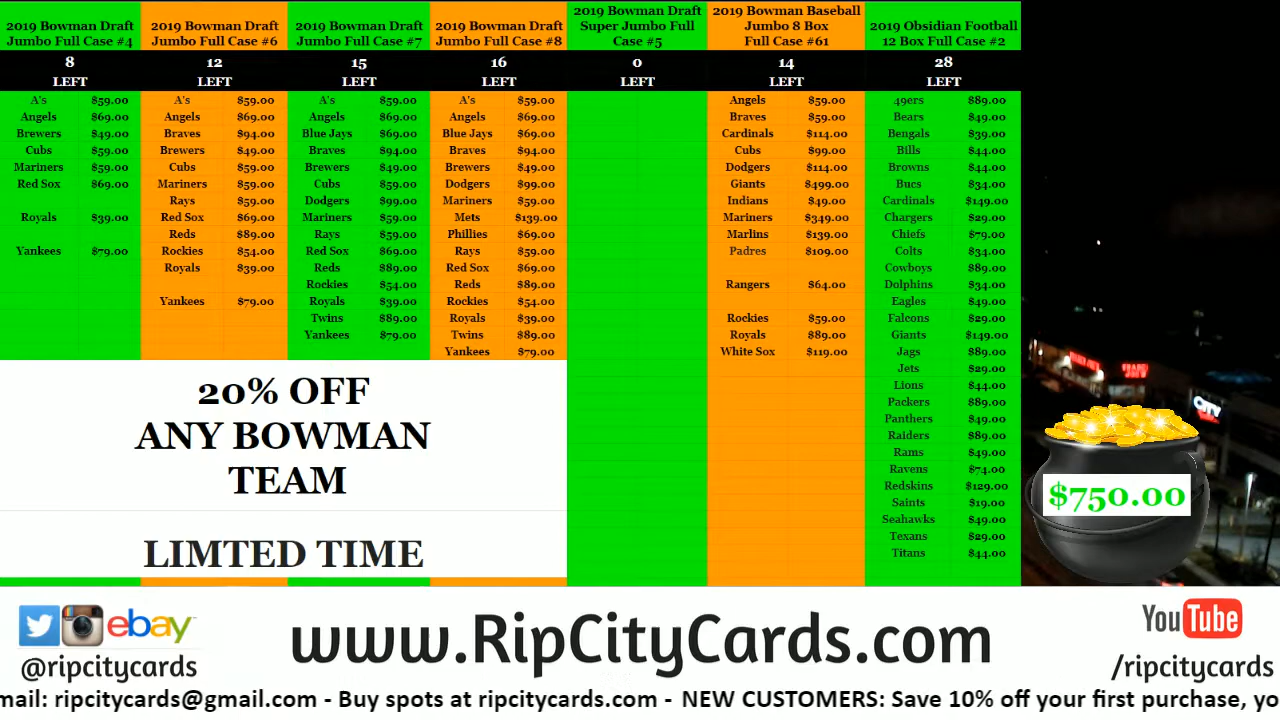 2019 Bowman Draft
Jumbo Full Case #4
8
LEFT
A's $59.00
Angels $69.00
Brewers $49.00
Cubs $59.00
Mariners $59.00
Red Sox $69.00
Royals $39.00
Yankees $79.00
2019 Bowman Draft
Jumbo Full Case #6
12
LEFT
A's $59.00
Angels $69.00
Braves $94.00
Brewers $49.00
Cubs $59.00
Mariners $59.00
Rays $59.00
Red Sox $69.00
Reds $89.00
Rockies $54.00
Royals $39.00
Yankees $79.00
2019 Bowman Draft
Jumbo Full Case #7
15
LEFT
A's $59.00
Angels $69.00
Blue Jays $69.00
Braves $94.00
Brewers $49.00
Cubs $59.00
Dodgers $99.00
Mariners $59.00
Rays $59.00
Red Sox $69.00
Reds $89.00
Rockies $54.00
Royals $39.00
Twins $89.00
Yankees $79.00
2019 Bowman Draft
Jumbo Full Case #8
16
LEFT
A's $59.00
Angels $69.00
Blue Jays $69.00
Braves $94.00
Brewers $49.00
Dodgers $99.00
Mariners $59.00
Mets $139.00
Phillies $69.00
Rays $59.00
Red Sox $69.00
Reds $89.00
Rockies $54.00
Royals $39.00
Twins $89.00
Yankees $79.00
2019 Bowman Draft
Super Jumbo Full
Case #5
0
LEFT
2019 Bowman Baseball
Jumbo 8 Box
Full Case #61
14
LEFT
Angels $59.00
Braves $59.00
Cardinals $114.00
Cubs $99.00
Dodgers $114.00
Giants $499.00
Indians $49.00
Mariners $349.00
Marlins $139.00
Padres $109.00
Rangers $64.00
Rockies $59.00
Royals $89.00
White Sox $119.00
2019 Obsidian Football
12 Box Full Case #2
28
LEFT
49ers $89.00
Bears $49.00
Bengals $39.00
Bills $44.00
Browns $44.00
Bucs $34.00
Cardinals $149.00
Chargers $29.00
Chiefs $79.00
Colts $34.00
Cowboys $89.00
Dolphins $34.00
Eagles $49.00
Falcons $29.00
Giants $149.00
Jags $89.00
Jets $29.00
Lions $44.00
Packers $89.00
Panthers $49.00
Raiders $89.00
Rams $49.00
Ravens $74.00
Redskins $129.00
Saints $19.00
Seahawks $49.00
Texans $29.00
Titans $44.00
20% OFF
ANY BOWMAN
TEAM
LIMTED TIME
$750.00
ebay
@ripcitycards
www.RipCityCards.com
YouTube
/ripcitycards
mail: ripcitycards@gmail.com - Buy spots at ripcitycards.com - NEW CUSTOMERS: Save 10% off your first purchase, yo